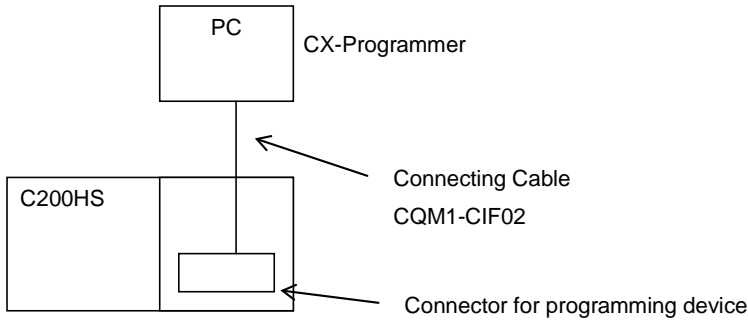 PC
CX-Programmer
Connecting Cable
CQM1-CIF02
C200HS
Connector for programming device